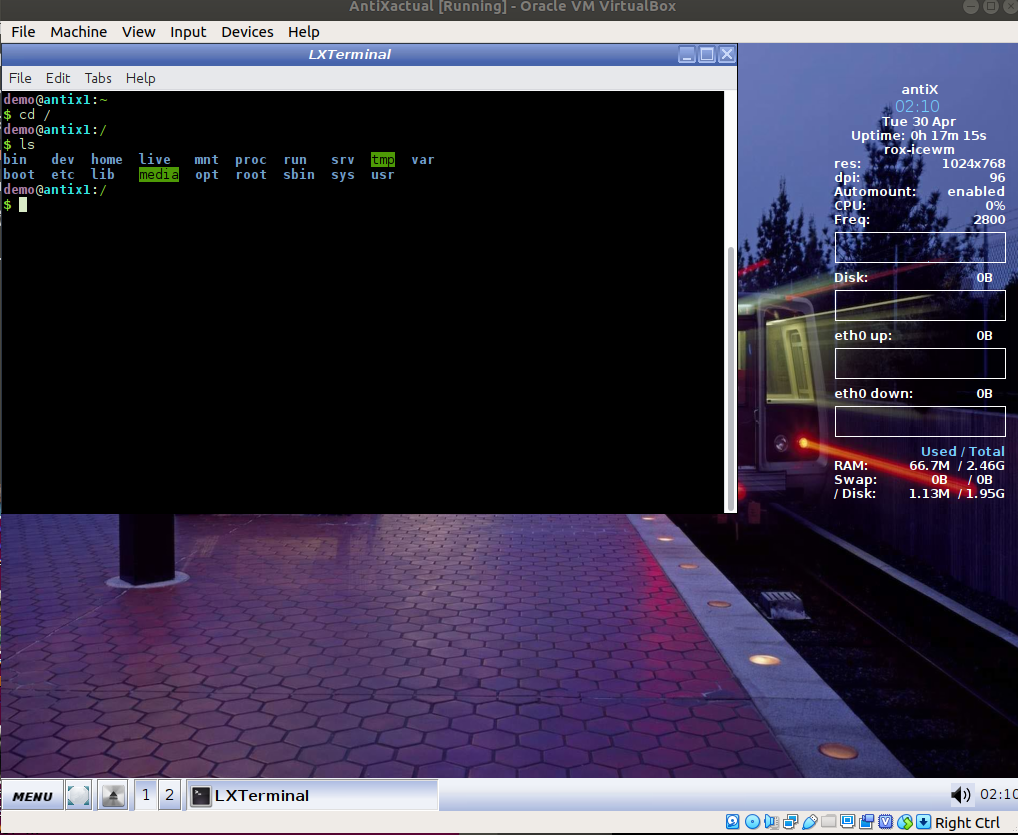 AntiXactual [Running] - Oracle VM VirtualBox
File Machine View Input Devices Help
LXTerminal
File Edit Tabs Help
demo@antix1:~
$ cd /
demo@antix1:/
$ ls
bin dev home live mnt proc run srv tmp var
boot etc lib media opt root sbin sys usr
demo@antix1:/
$
antiX
02:10
Tue 30 Apr
Uptime: 0h 17m 15s
rox-icewm
res: 1024x768
dpi: 96
Automount: enabled
CPU: 0%
Freq: 2800
Disk: 0B
eth0 up: 0B
eth0 down: 0B
Used / Total
RAM: 66.7M / 2.46G
Swap: 0B / 0B
/ Disk: 1.13M / 1.95G
MENU 1 2 LXTerminal 02:10
Right Ctrl